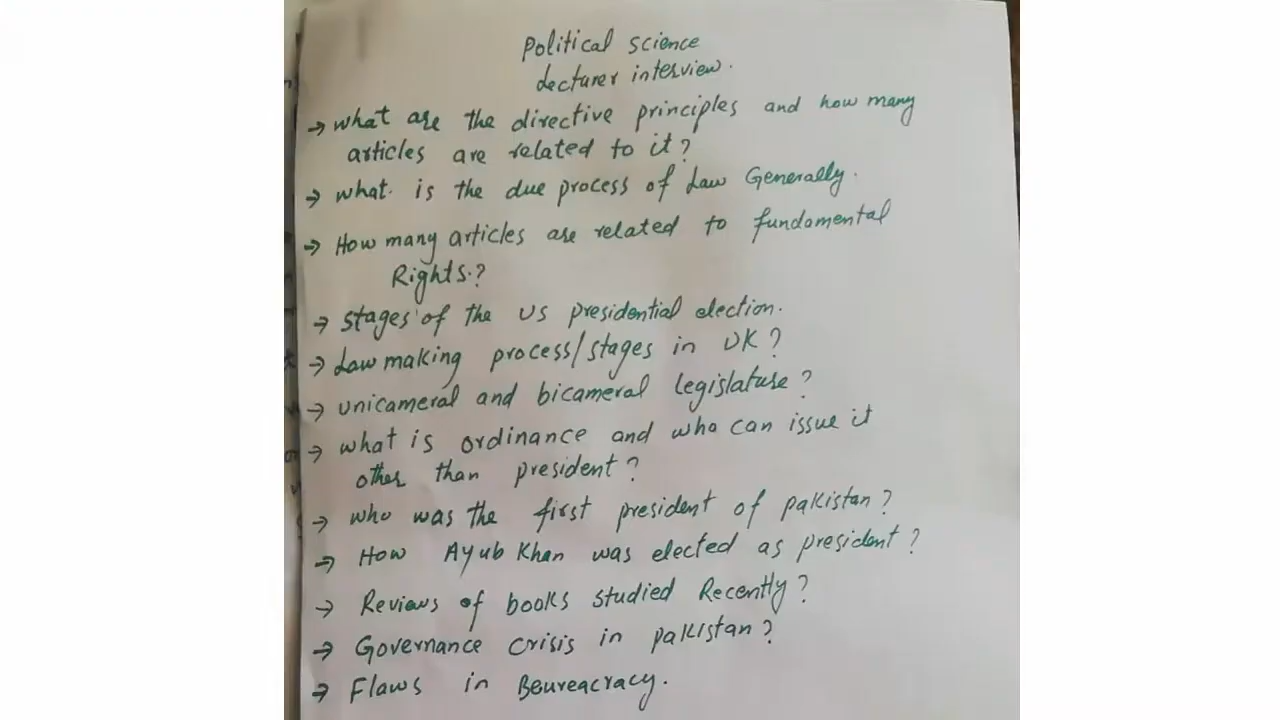 Political science
Lecturer interview.
→ what are the directive principles and how many
articles are related to it?
→ what is the due process of Law Generally.
→ How many articles are related to fundamental
Rights.?
→ stages of the US presidential election.
→ Law making process/stages in UK?
→ unicameral and bicameral legislature?
→ what is ordinance and who can issue it
other than president?
→ who was the first president of pakistan?
→ How Ayub Khan was elected as president?
→ Reviews of books studied Recently?
→ Governance crisis in pakistan?
→ Flaws in Beureacracy.